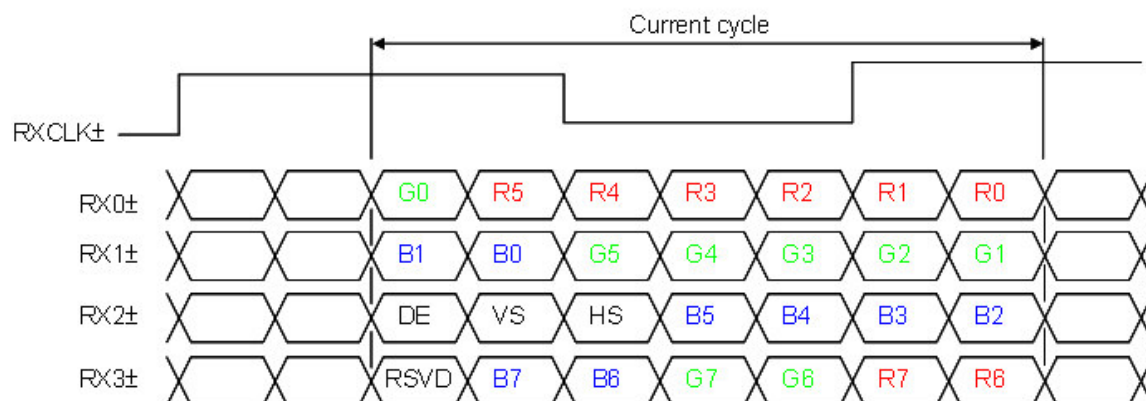 Current cycle
RXCLK±
RX0± G0 R5 R4 R3 R2 R1 R0
RX1± B1 B0 G5 G4 G3 G2 G1
RX2± DE VS HS B5 B4 B3 B2
RX3± RSVD B7 B6 G7 G6 R7 R6